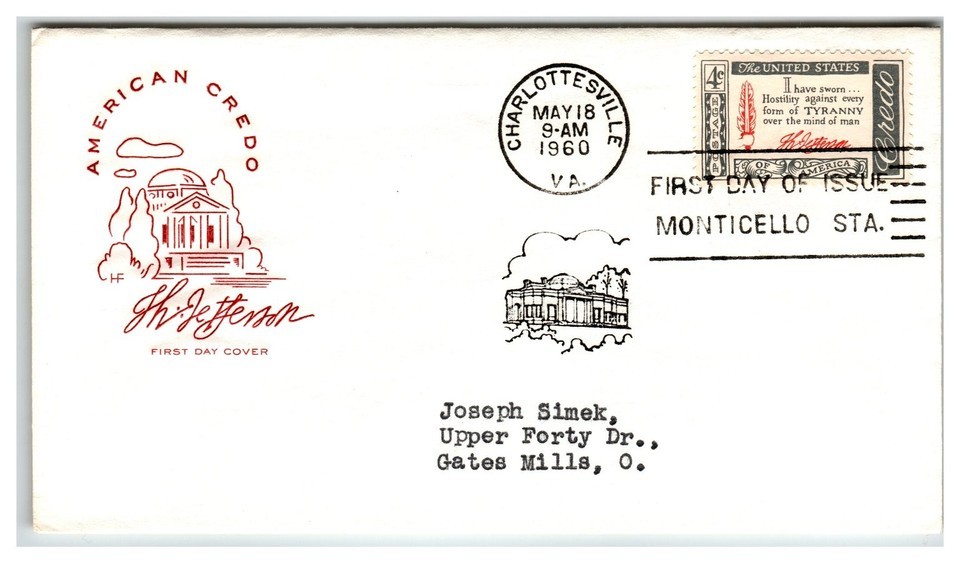 AMERICAN CREDO
HF
Th. Jefferson
FIRST DAY COVER
CHARLOTTESVILLE
MAY 18
9-AM
1960
VA.
4c
The UNITED STATES
I have sworn ...
Hostility against every
form of TYRANNY
over the mind of man
Th. Jefferson
OF AMERICA
POSTAGE
Credo
FIRST DAY OF ISSUE
MONTICELLO STA.
Joseph Simek,
Upper Forty Dr.,
Gates Mills, O.